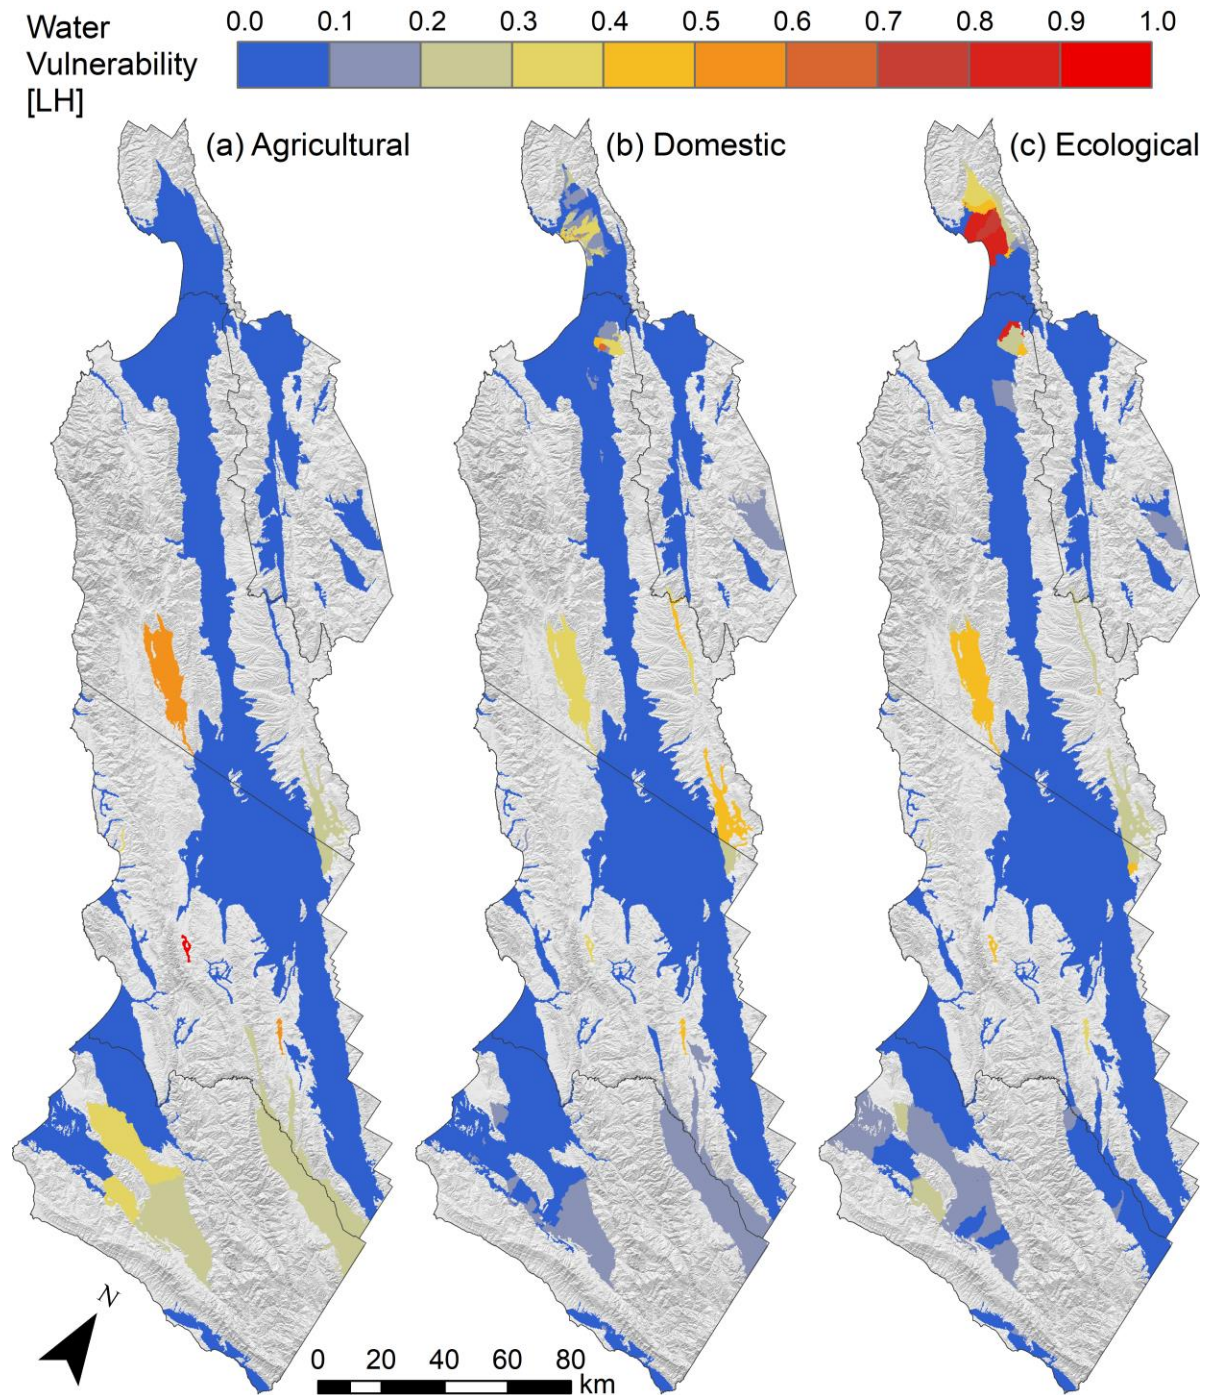 Water
Vulnerability
[LH]
0.0 0.1 0.2 0.3 0.4 0.5 0.6 0.7 0.8 0.9 1.0
(a) Agricultural
(b) Domestic
(c) Ecological
N
0 20 40 60 80
km